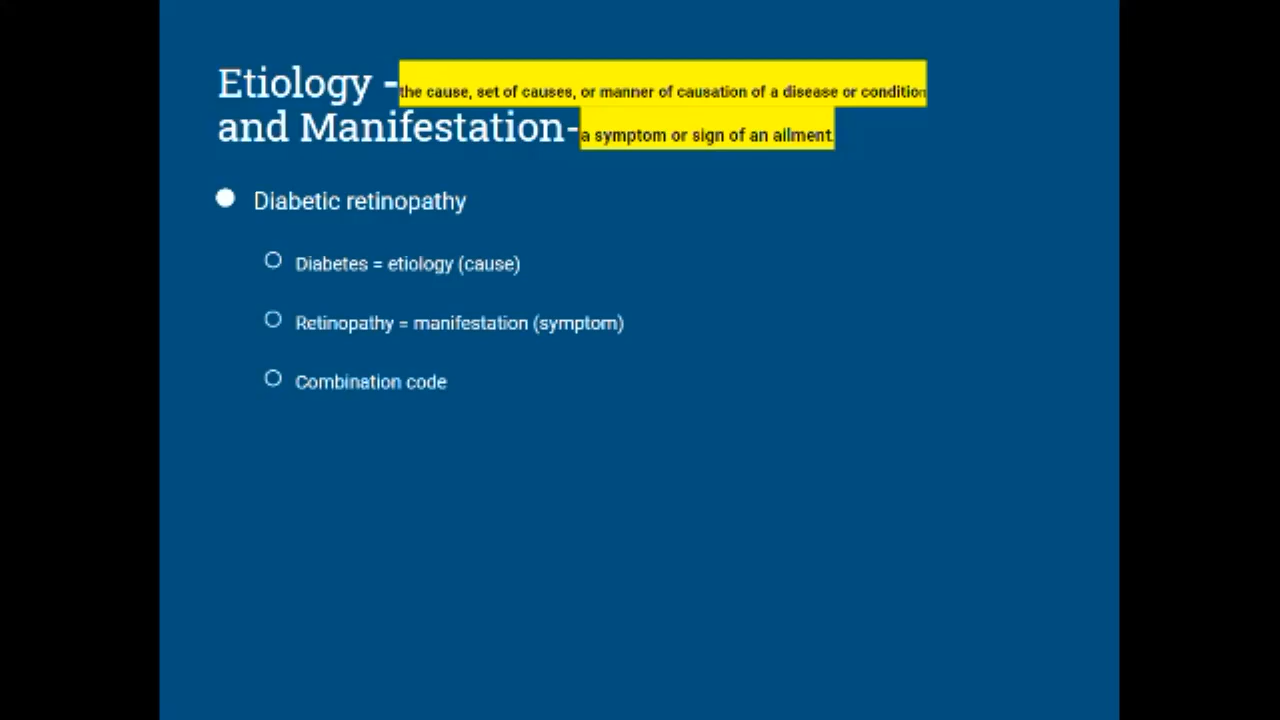 Etiology -the cause, set of causes, or manner of causation of a disease or condition
and Manifestation-a symptom or sign of an ailment.
Diabetic retinopathy
Diabetes = etiology (cause)
Retinopathy = manifestation (symptom)
Combination code